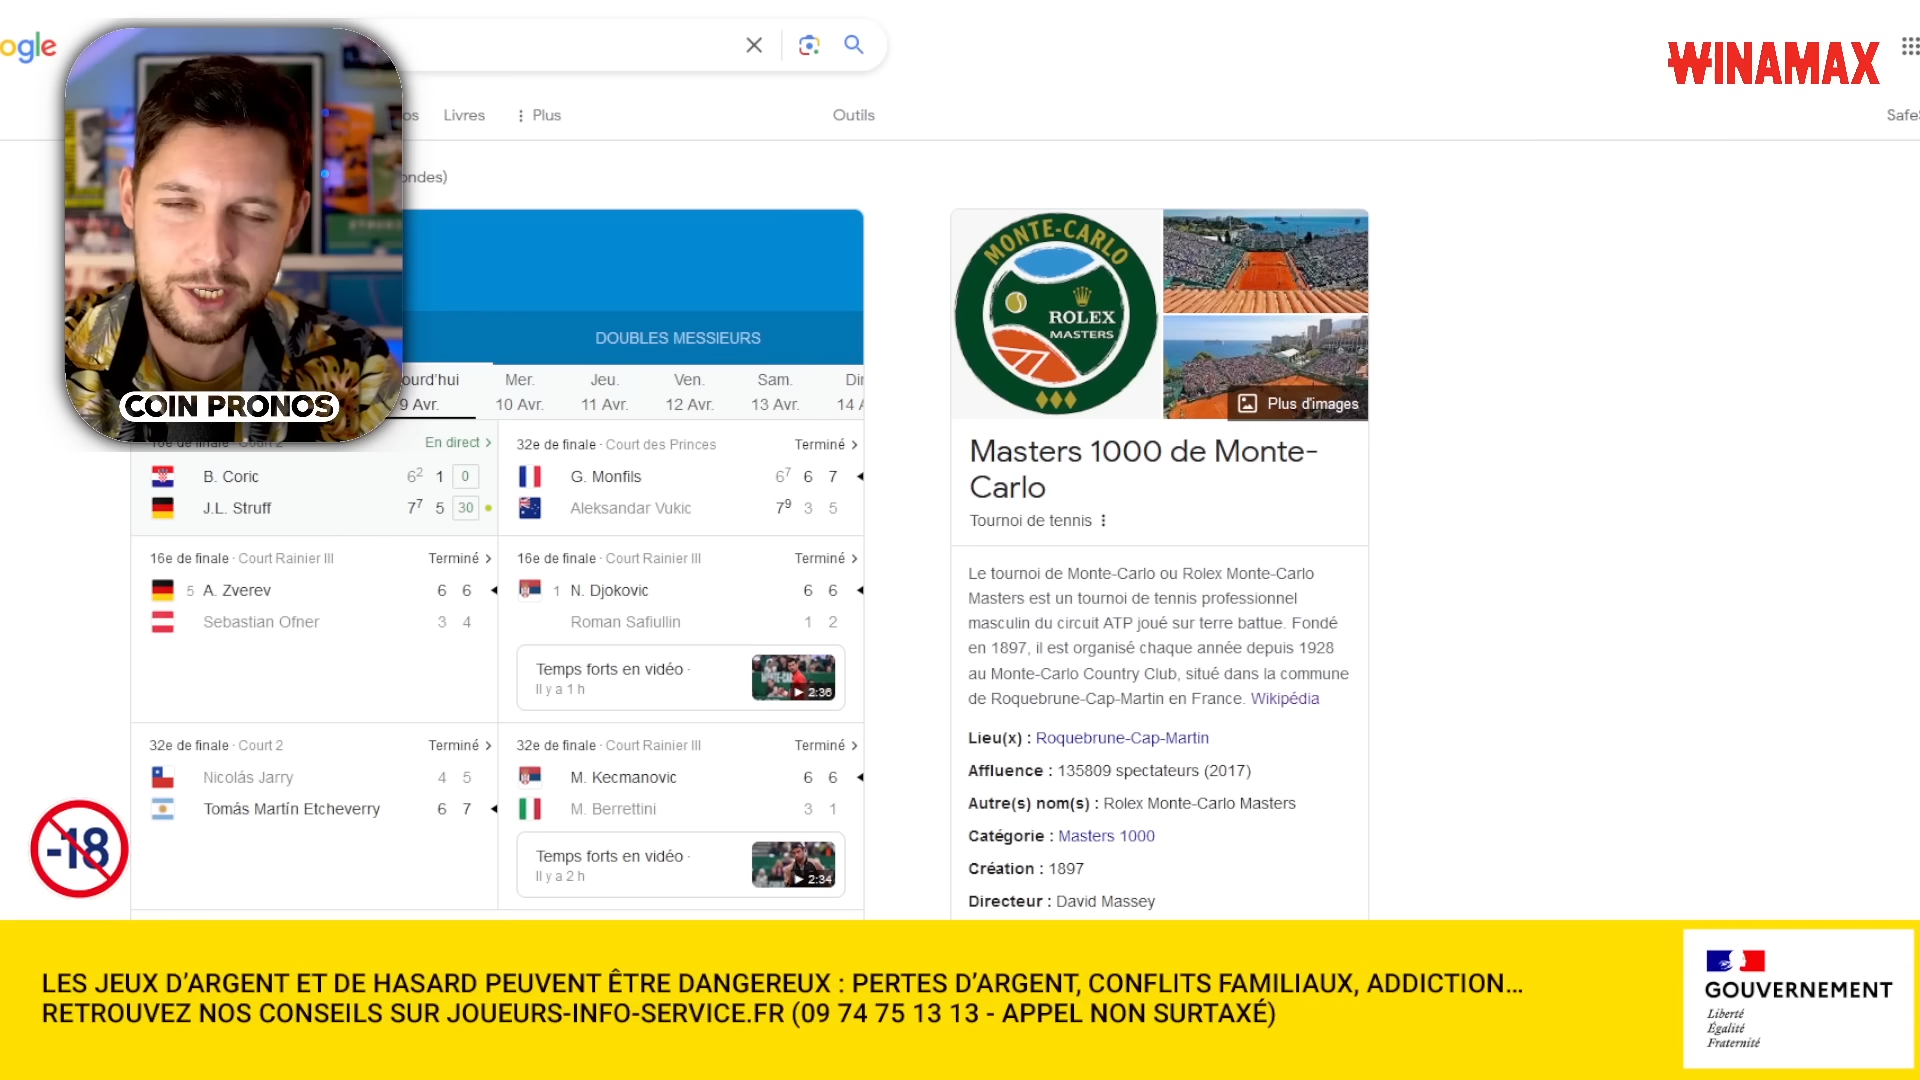 ogle
WINAMAX
os
Livres
Plus
Outils
ondes)
DOUBLES MESSIEURS
ourd'hui
9 Avr.
Mer.
10 Avr.
Jeu.
11 Avr.
Ven.
12 Avr.
Sam.
13 Avr.
COIN PRONOS
16e de finale · Court 2
En direct
B. Coric 6² 1 0
J.L. Struff 7⁷ 5 30
32e de finale · Court des Princes
Terminé
G. Monfils 6⁷ 6 7
Aleksandar Vukic 7⁹ 3 5
16e de finale · Court Rainier III
Terminé
5 A. Zverev 6 6
Sebastian Ofner 3 4
16e de finale · Court Rainier III
Terminé
1 N. Djokovic 6 6
Roman Safiullin 1 2
Temps forts en vidéo ·
Il y a 1 h
2:36
32e de finale · Court 2
Terminé
Nicolás Jarry 4 5
Tomás Martín Etcheverry 6 7
32e de finale · Court Rainier III
Terminé
M. Kecmanovic 6 6
M. Berrettini 3 1
Temps forts en vidéo ·
Il y a 2 h
2:34
MONTE-CARLO
ROLEX
MASTERS
Plus d'images
Masters 1000 de Monte-
Carlo
Tournoi de tennis
Le tournoi de Monte-Carlo ou Rolex Monte-Carlo
Masters est un tournoi de tennis professionnel
masculin du circuit ATP joué sur terre battue. Fondé
en 1897, il est organisé chaque année depuis 1928
au Monte-Carlo Country Club, situé dans la commune
de Roquebrune-Cap-Martin en France. Wikipédia
Lieu(x) : Roquebrune-Cap-Martin
Affluence : 135809 spectateurs (2017)
Autre(s) nom(s) : Rolex Monte-Carlo Masters
Catégorie : Masters 1000
Création : 1897
Directeur : David Massey
-18
LES JEUX D'ARGENT ET DE HASARD PEUVENT ÊTRE DANGEREUX : PERTES D'ARGENT, CONFLITS FAMILIAUX, ADDICTION...
RETROUVEZ NOS CONSEILS SUR JOUEURS-INFO-SERVICE.FR (09 74 75 13 13 - APPEL NON SURTAXÉ)
GOUVERNEMENT
Liberté
Égalité
Fraternité